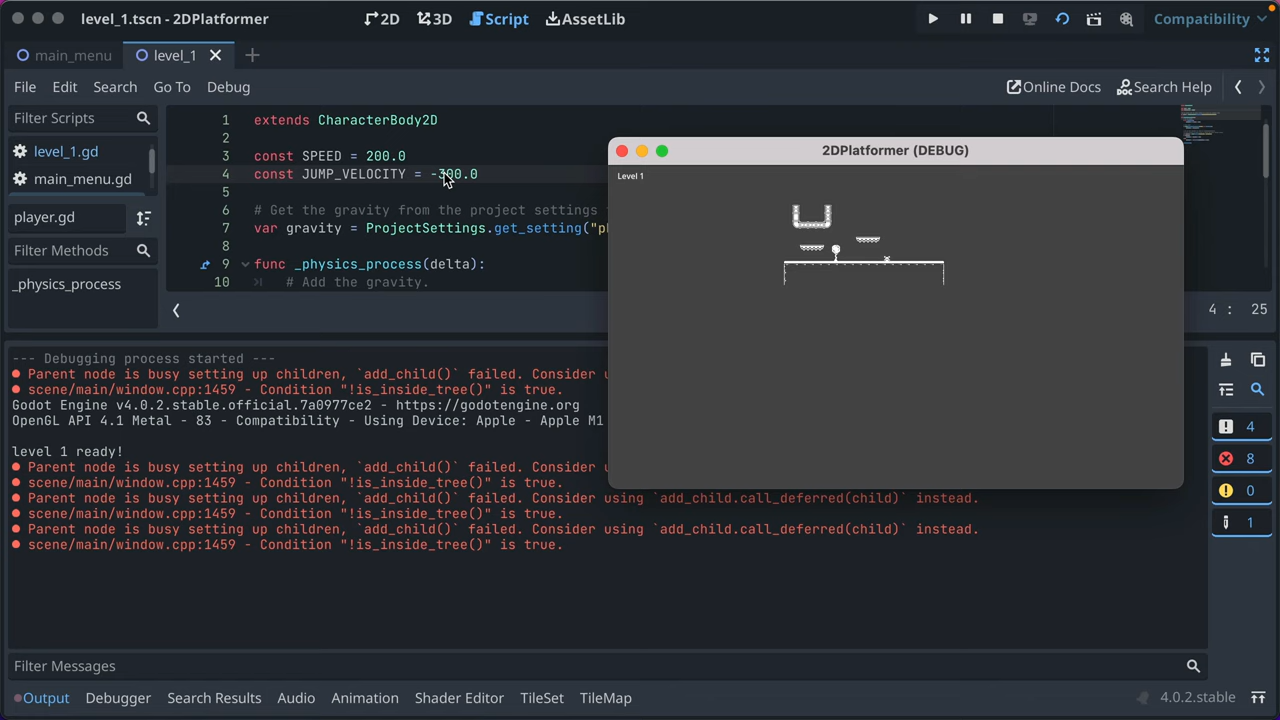 level_1.tscn - 2DPlatformer
2D
3D
Script
AssetLib
Compatibility
main_menu
level_1
File
Edit
Search
Go To
Debug
Online Docs
Search Help
Filter Scripts
level_1.gd
main_menu.gd
player.gd
Filter Methods
_physics_process
1 extends CharacterBody2D
2
3 const SPEED = 200.0
4 const JUMP_VELOCITY = -300.0
5
6 # Get the gravity from the project settings
7 var gravity = ProjectSettings.get_setting("p
8
9 func _physics_process(delta):
10 # Add the gravity.
4 : 25
2DPlatformer (DEBUG)
Level 1
--- Debugging process started ---
Parent node is busy setting up children, `add_child()` failed. Consider
scene/main/window.cpp:1459 - Condition "!is_inside_tree()" is true.
Godot Engine v4.0.2.stable.official.7a0977ce2 - https://godotengine.org
OpenGL API 4.1 Metal - 83 - Compatibility - Using Device: Apple - Apple M1
level 1 ready!
Parent node is busy setting up children, `add_child()` failed. Consider
scene/main/window.cpp:1459 - Condition "!is_inside_tree()" is true.
Parent node is busy setting up children, `add_child()` failed. Consider using `add_child.call_deferred(child)` instead.
scene/main/window.cpp:1459 - Condition "!is_inside_tree()" is true.
Parent node is busy setting up children, `add_child()` failed. Consider using `add_child.call_deferred(child)` instead.
scene/main/window.cpp:1459 - Condition "!is_inside_tree()" is true.
4
8
0
1
Filter Messages
Output
Debugger
Search Results
Audio
Animation
Shader Editor
TileSet
TileMap
4.0.2.stable